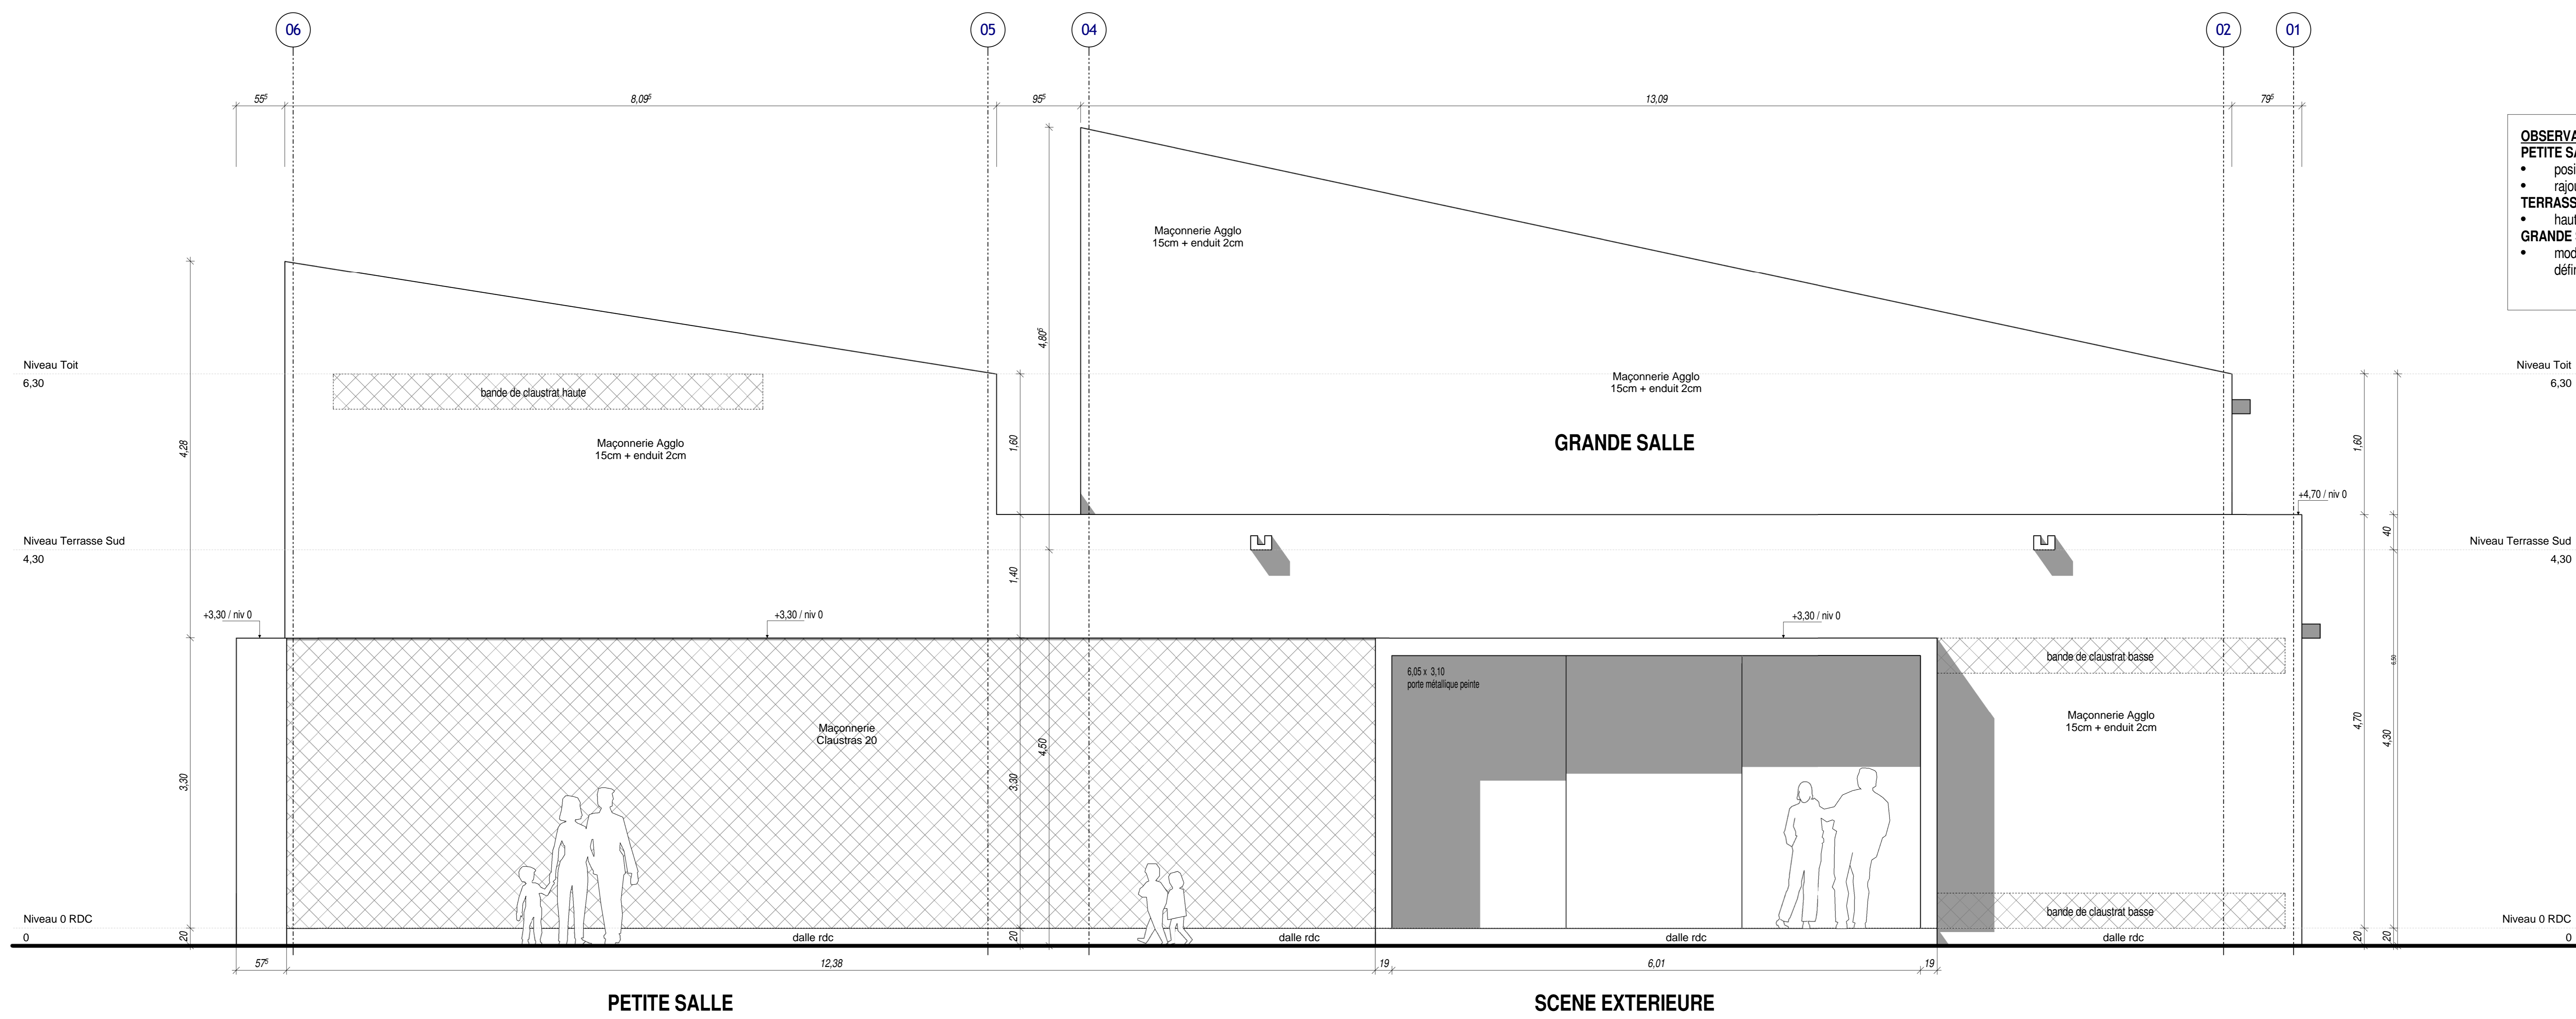 06
05
04
02
01
55⁵
8,09⁵
95⁵
13,09
79⁵
OBSERVA
PETITE SA
• posi
• rajou
TERRASS
• haut
GRANDE
• mod
défin
Maçonnerie Agglo
15cm + enduit 2cm
4,80⁵
Niveau Toit
6,30
bande de claustrat haute
Maçonnerie Agglo
15cm + enduit 2cm
Niveau Toit
6,30
4,28
Maçonnerie Agglo
15cm + enduit 2cm
1,60
GRANDE SALLE
1,60
+4,70 / niv 0
Niveau Terrasse Sud
4,30
40
Niveau Terrasse Sud
4,30
1,40
+3,30 / niv 0
+3,30 / niv 0
+3,30 / niv 0
bande de claustrat basse
6,05 x 3,10
porte métallique peinte
Maçonnerie
Claustras 20
Maçonnerie Agglo
15cm + enduit 2cm
4,50
4,70
4,30
3,30
3,30
bande de claustrat basse
Niveau 0 RDC
0
Niveau 0 RDC
0
20
dalle rdc
20
dalle rdc
dalle rdc
dalle rdc
20
20
57⁵
12,38
19
6,01
19
PETITE SALLE
SCENE EXTERIEURE